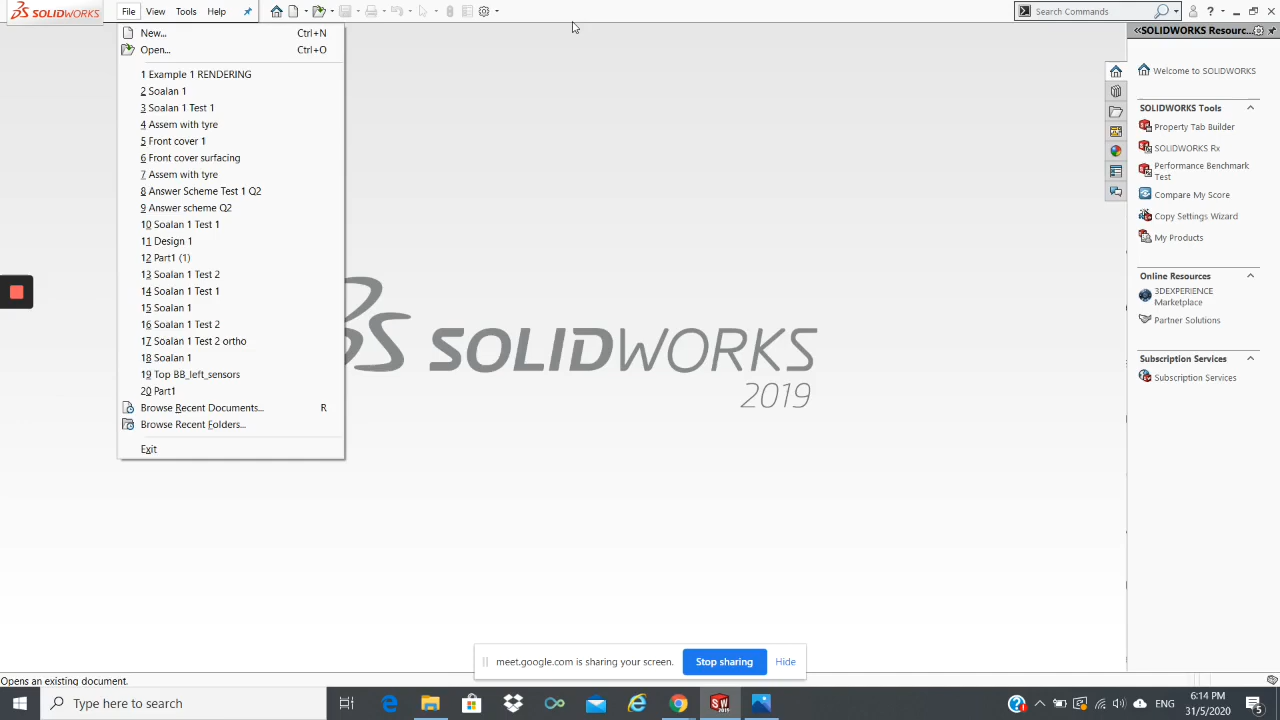 SOLIDWORKS
File View Tools Help
Search Commands
?
New... Ctrl+N
Open... Ctrl+O
1 Example 1 RENDERING
2 Soalan 1
3 Soalan 1 Test 1
4 Assem with tyre
5 Front cover 1
6 Front cover surfacing
7 Assem with tyre
8 Answer Scheme Test 1 Q2
9 Answer scheme Q2
10 Soalan 1 Test 1
11 Design 1
12 Part1 (1)
13 Soalan 1 Test 2
14 Soalan 1 Test 1
15 Soalan 1
16 Soalan 1 Test 2
17 Soalan 1 Test 2 ortho
18 Soalan 1
19 Top BB_left_sensors
20 Part1
Browse Recent Documents... R
Browse Recent Folders...
Exit
SOLIDWORKS
2019
«SOLIDWORKS Resourc...
Welcome to SOLIDWORKS
SOLIDWORKS Tools
Property Tab Builder
SOLIDWORKS Rx
Performance Benchmark
Test
Compare My Score
Copy Settings Wizard
My Products
Online Resources
3DEXPERIENCE
Marketplace
Partner Solutions
Subscription Services
Subscription Services
meet.google.com is sharing your screen. Stop sharing Hide
Opens an existing document.
Type here to search
SW
2019
ENG
6:14 PM
31/5/2020
5